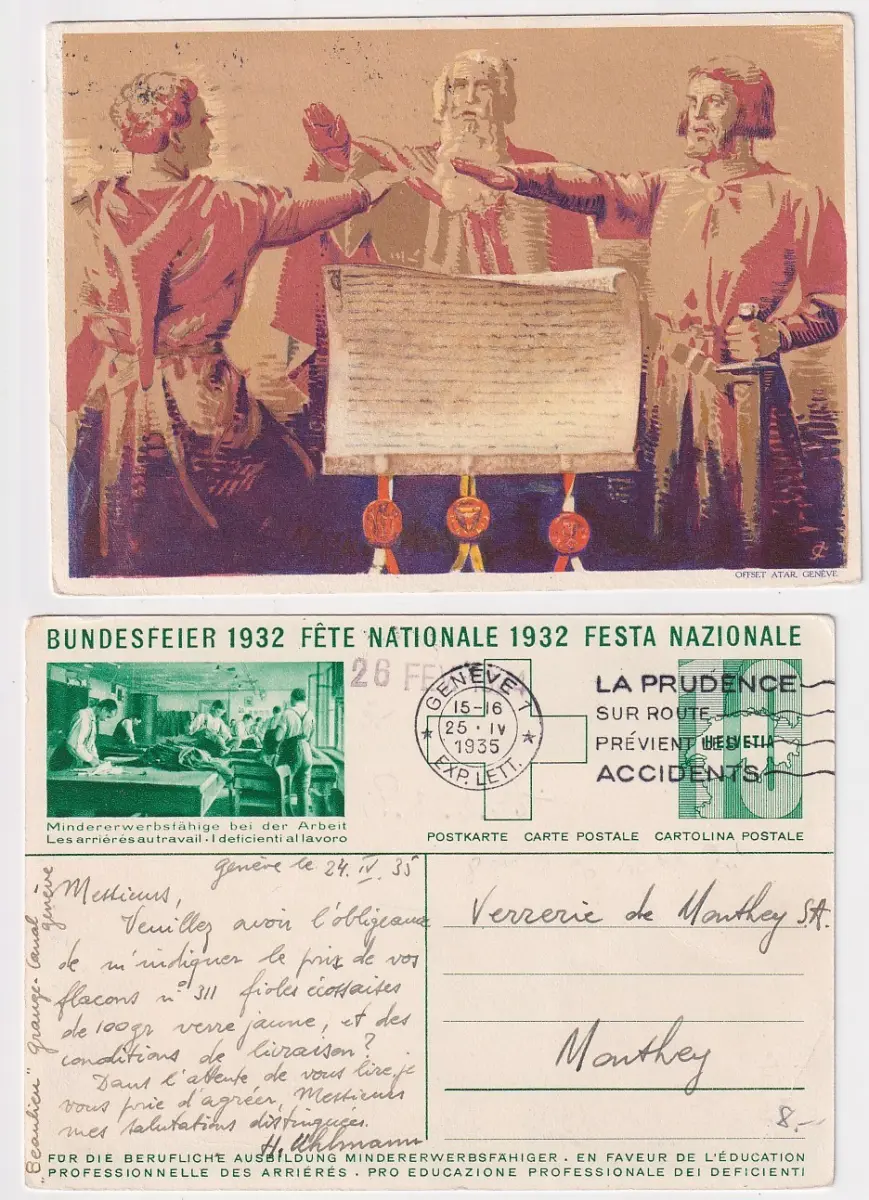 OFFSET ATAR, GENÈVE.
BUNDESFEIER 1932 FÊTE NATIONALE 1932 FESTA NAZIONALE
26 FEV
GENÈVE 1
15-16
25·IV
1935
EXP. LETT.
LA PRUDENCE
SUR ROUTE
PRÉVIENT LES
ACCIDENTS
HELVETIA
10
Mindererwerbsfähige bei der Arbeit
Les arriérés au travail · I deficienti al lavoro
POSTKARTE CARTE POSTALE CARTOLINA POSTALE
Genève le 24. IV. 35
Messieurs,
Veuillez avoir l'obligeance
de m'indiquer le prix de vos
flacons n° 311 fioles écossaises
de 100gr verre jaune, et des
conditions de livraison?
Dans l'attente de vous lire, je
vous prie d'agréer, Messieurs
mes salutations distinguées.
"Beaulieu" Grange-Canal
Genève
Verrerie de Monthey S.A.
Monthey
8.-
FÜR DIE BERUFLICHE AUSBILDUNG MINDERERWERBSFÄHIGER · EN FAVEUR DE L'ÉDUCATION
PROFESSIONNELLE DES ARRIÉRÉS · PRO EDUCAZIONE PROFESSIONALE DEI DEFICIENTI